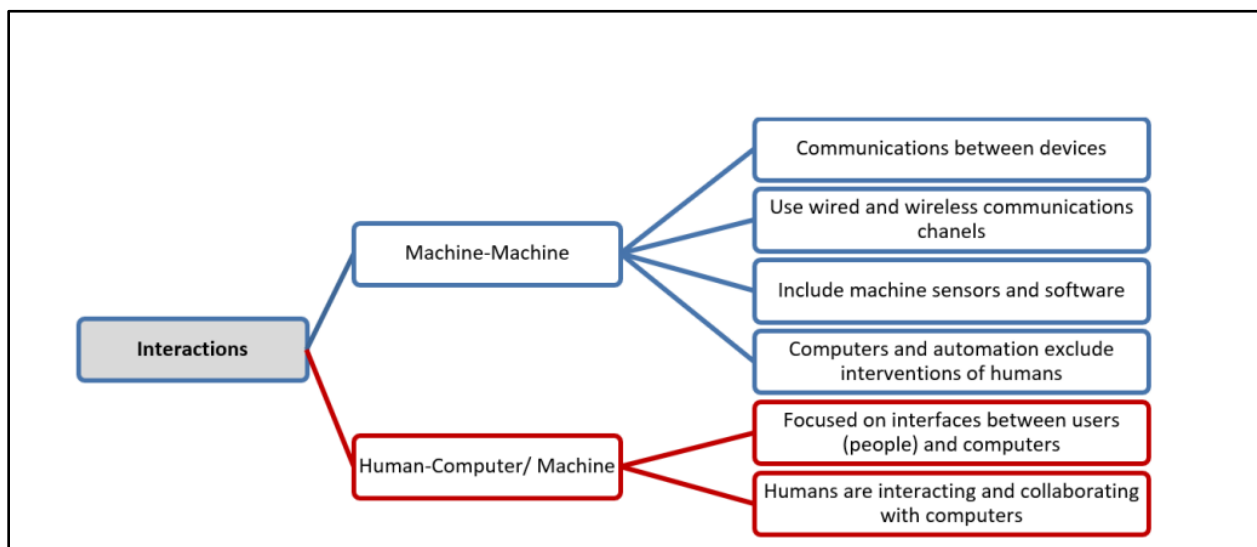 Interactions
Machine-Machine
Communications between devices
Use wired and wireless communications
chanels
Include machine sensors and software
Computers and automation exclude
interventions of humans
Human-Computer/ Machine
Focused on interfaces between users
(people) and computers
Humans are interacting and collaborating
with computers